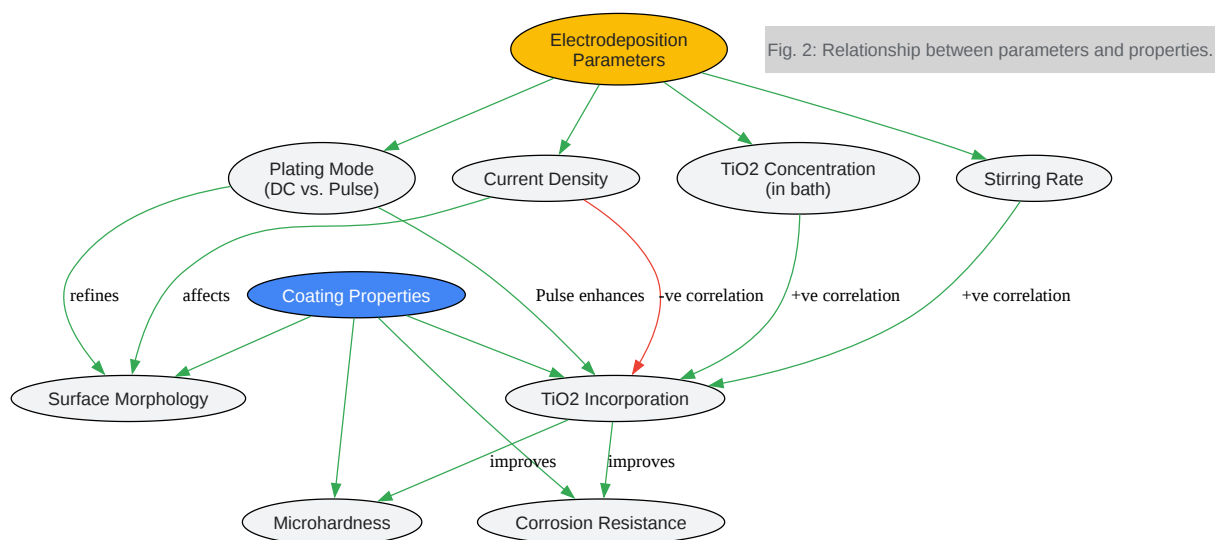 Electrodeposition
Parameters
Fig. 2: Relationship between parameters and properties.
Plating Mode
(DC vs. Pulse)
Current Density
TiO2 Concentration
(in bath)
Stirring Rate
refines
affects
Coating Properties
Pulse enhances
-ve correlation
+ve correlation
+ve correlation
Surface Morphology
TiO2 Incorporation
improves
improves
Microhardness
Corrosion Resistance